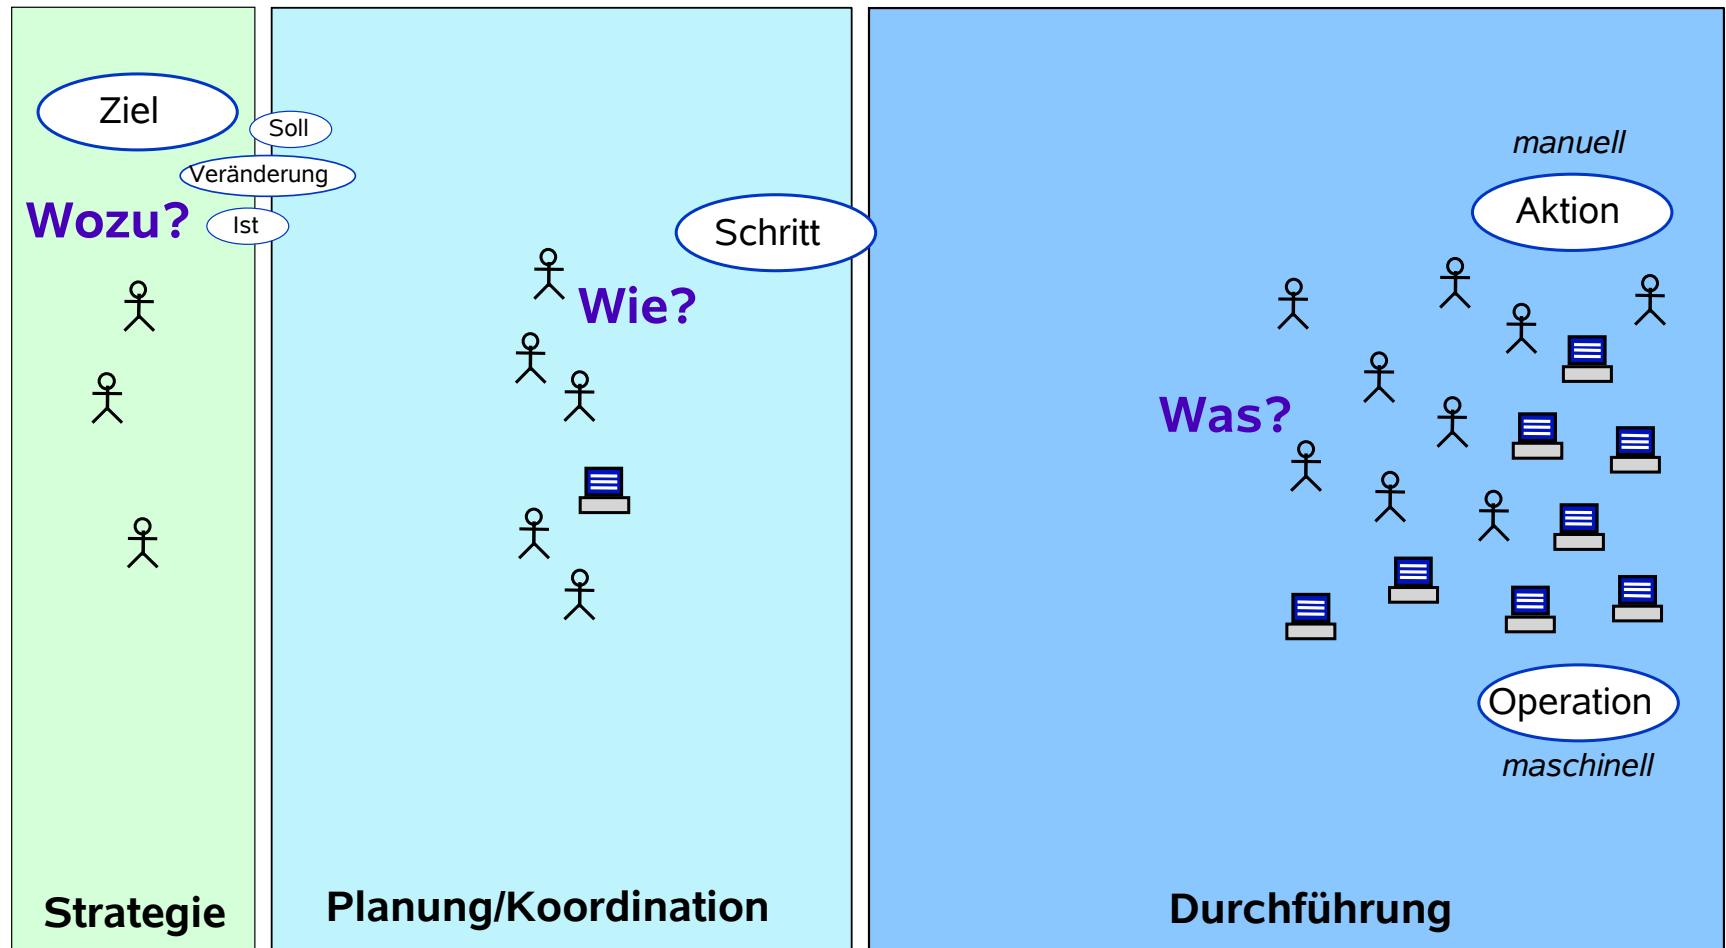 Ziel
Soll
Veränderung
Wozu?
Ist
Strategie
Schritt
Wie?
Planung/Koordination
manuell
Aktion
Was?
Operation
maschinell
Durchführung